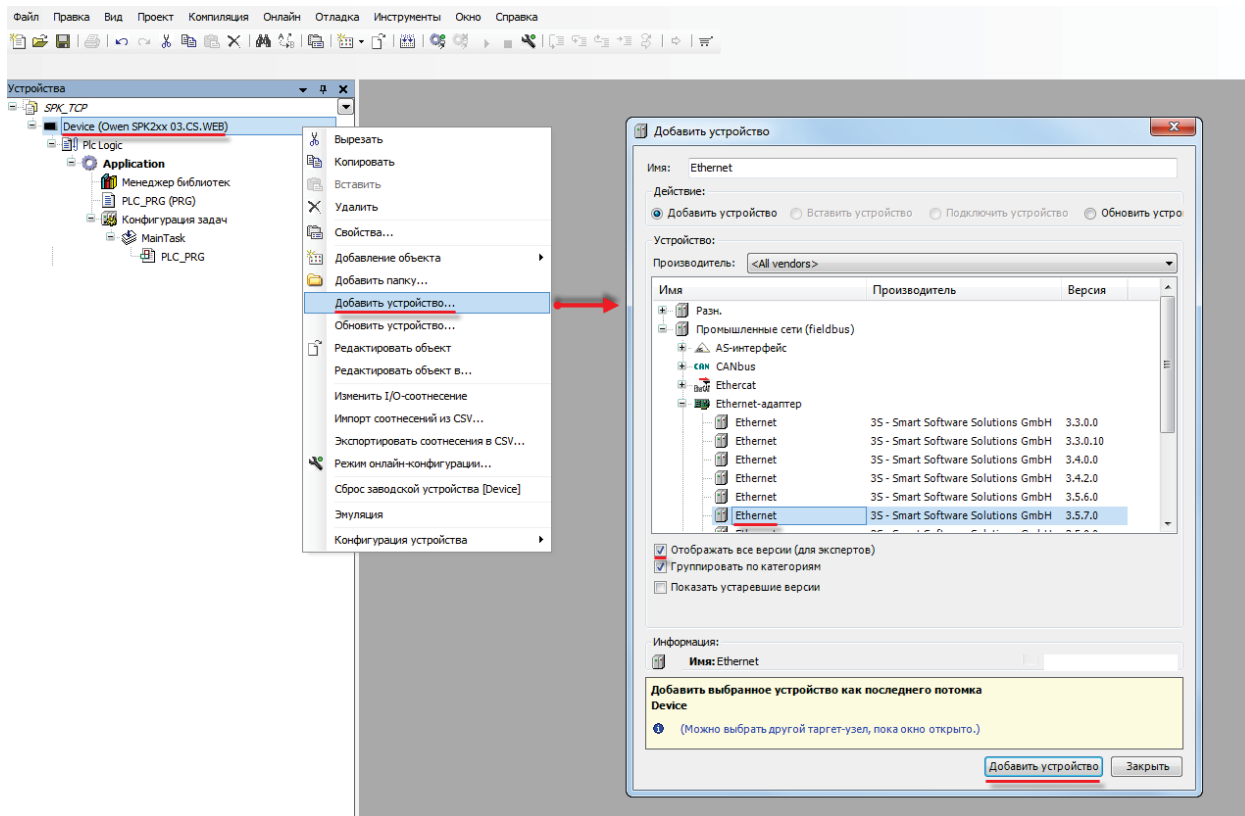 Файл Правка Вид Проект Компиляция Онлайн Отладка Инструменты Окно Справка
Устройства
SPK_TCP
Device (Owen SPK2xx 03.CS.WEB)
Plc Logic
Application
Менеджер библиотек
PLC_PRG (PRG)
Конфигурация задач
MainTask
PLC_PRG
Вырезать
Копировать
Вставить
Удалить
Свойства...
Добавление объекта
Добавить папку...
Добавить устройство...
Обновить устройство...
Редактировать объект
Редактировать объект в...
Изменить I/O-соотнесение
Импорт соотнесений из CSV...
Экспортировать соотнесения в CSV...
Режим онлайн-конфигурации...
Сброс заводской устройства [Device]
Эмуляция
Конфигурация устройства
Добавить устройство
Имя: Ethernet
Действие:
Добавить устройство Вставить устройство Подключить устройство Обновить устро
Устройство:
Производитель: <All vendors>
Имя Производитель Версия
Разн.
Промышленные сети (fieldbus)
AS-интерфейс
CAN CANbus
Ethercat
Ethernet-адаптер
Ethernet 3S - Smart Software Solutions GmbH 3.3.0.0
Ethernet 3S - Smart Software Solutions GmbH 3.3.0.10
Ethernet 3S - Smart Software Solutions GmbH 3.4.0.0
Ethernet 3S - Smart Software Solutions GmbH 3.4.2.0
Ethernet 3S - Smart Software Solutions GmbH 3.5.6.0
Ethernet 3S - Smart Software Solutions GmbH 3.5.7.0
Отображать все версии (для экспертов)
Группировать по категориям
Показать устаревшие версии
Информация:
Имя: Ethernet
Добавить выбранное устройство как последнего потомка
Device
(Можно выбрать другой таргет-узел, пока окно открыто.)
Добавить устройство Закрыть